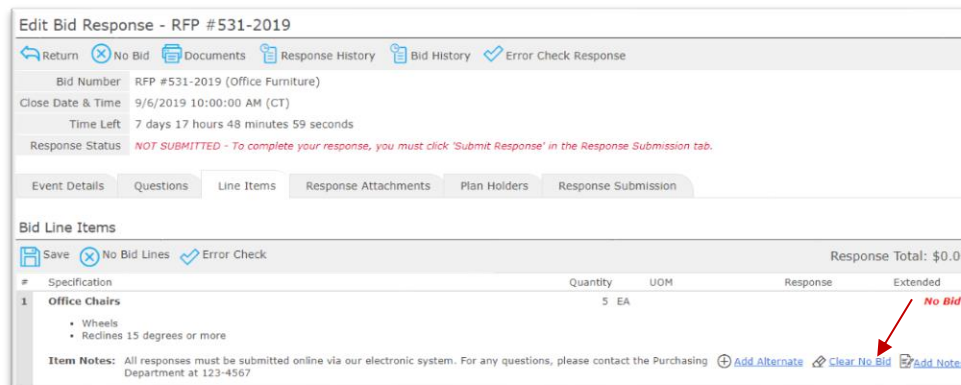 Edit Bid Response - RFP #531-2019
Return No Bid Documents Response History Bid History Error Check Response
Bid Number RFP #531-2019 (Office Furniture)
Close Date & Time 9/6/2019 10:00:00 AM (CT)
Time Left 7 days 17 hours 48 minutes 59 seconds
Response Status NOT SUBMITTED - To complete your response, you must click 'Submit Response' in the Response Submission tab.
Event Details Questions Line Items Response Attachments Plan Holders Response Submission
Bid Line Items
Save No Bid Lines Error Check Response Total: $0.0
# Specification Quantity UOM Response Extended
1 Office Chairs 5 EA No Bid
• Wheels
• Reclines 15 degrees or more
Item Notes: All responses must be submitted online via our electronic system. For any questions, please contact the Purchasing Add Alternate Clear No Bid Add Notes
Department at 123-4567